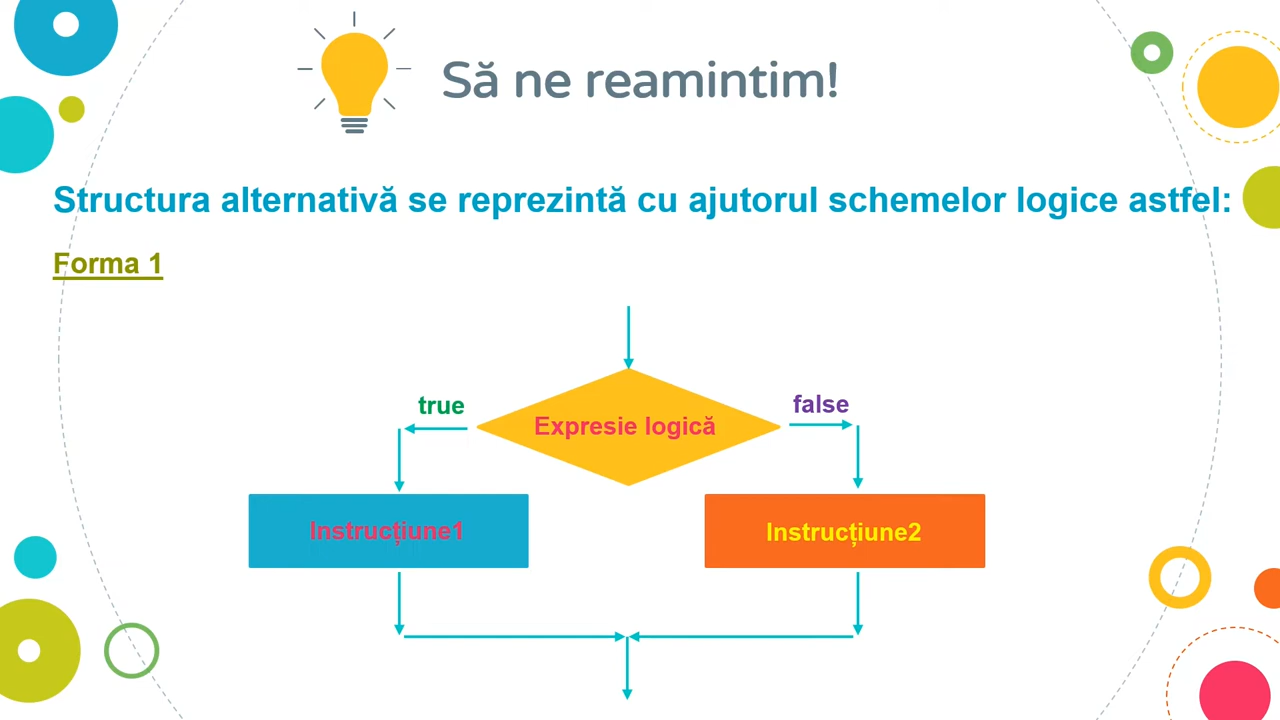 Să ne reamintim!
Structura alternativă se reprezintă cu ajutorul schemelor logice astfel:
Forma 1
true
false
Expresie logică
Instrucțiune1
Instrucțiune2